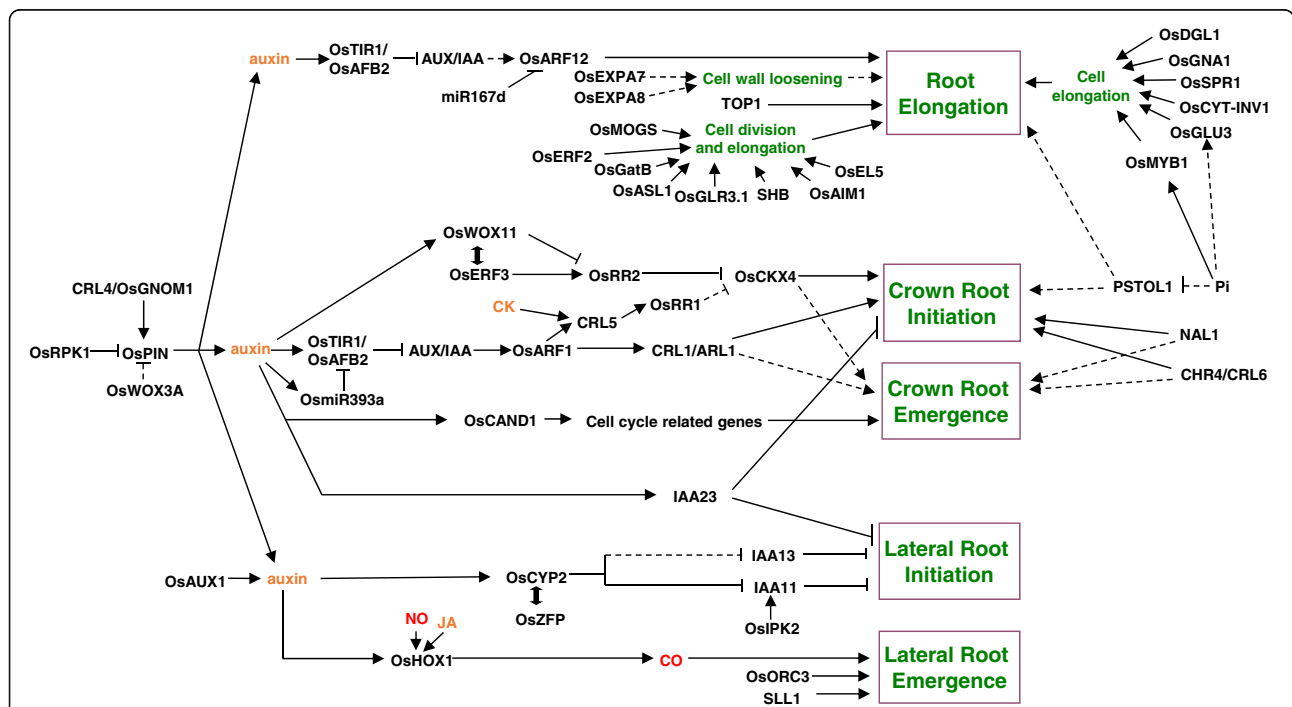 auxin
OsTIR1/
OsAFB2
AUX/IAA
OsARF12
miR167d
OsEXPA7
OsEXPA8
Cell wall loosening
TOP1
OsMOGS
Cell division
and elongation
OsERF2
OsGatB
OsASL1
OsGLR3.1
SHB
OsAIM1
OsEL5
Root
Elongation
Cell
elongation
OsDGL1
OsGNA1
OsSPR1
OsCYT-INV1
OsGLU3
OsMYB1
OsWOX11
OsERF3
OsRR2
OsCKX4
CK
CRL5
OsRR1
CRL4/OsGNOM1
OsRPK1
OsPIN
OsWOX3A
auxin
OsTIR1/
OsAFB2
AUX/IAA
OsARF1
CRL1/ARL1
OsmiR393a
OsCAND1
Cell cycle related genes
Crown Root
Initiation
Crown Root
Emergence
PSTOL1
Pi
NAL1
CHR4/CRL6
IAA23
OsAUX1
auxin
OsCYP2
OsZFP
IAA13
IAA11
OsIPK2
Lateral Root
Initiation
NO
JA
OsHOX1
CO
OsORC3
SLL1
Lateral Root
Emergence